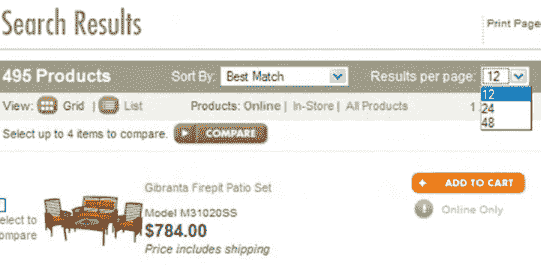 Search Results
Print Page
495 Products Sort By: Best Match Results per page: 12
12
24
48
View: Grid | List Products: Online | In-Store | All Products 1
Select up to 4 items to compare. COMPARE
Gibranta Firepit Patio Set
ADD TO CART
elect to
ompare
Model M31020SS
Online Only
$784.00
Price includes shipping